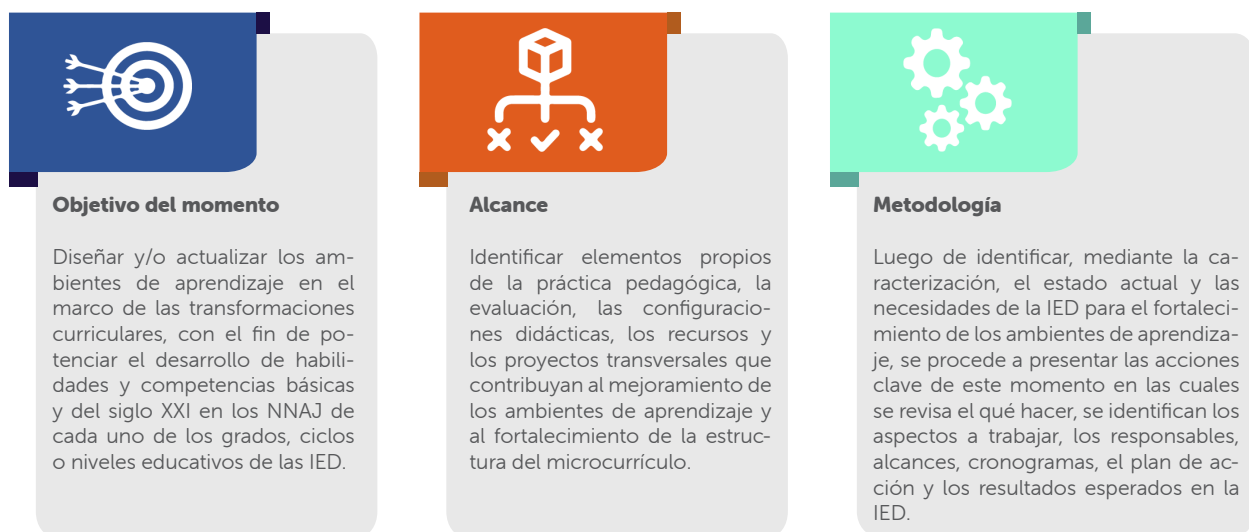 Objetivo del momento
Diseñar y/o actualizar los am-
bientes de aprendizaje en el
marco de las transformaciones
curriculares, con el fin de po-
tenciar el desarrollo de habili-
dades y competencias básicas
y del siglo XXI en los NNAJ de
cada uno de los grados, ciclos
o niveles educativos de las IED.
Alcance
Identificar elementos propios
de la práctica pedagógica, la
evaluación, las configuracio-
nes didácticas, los recursos y
los proyectos transversales que
contribuyan al mejoramiento de
los ambientes de aprendizaje y
al fortalecimiento de la estruc-
tura del microcurrículo.
Metodología
Luego de identificar, mediante la ca-
racterización, el estado actual y las
necesidades de la IED para el fortaleci-
miento de los ambientes de aprendiza-
je, se procede a presentar las acciones
clave de este momento en las cuales
se revisa el qué hacer, se identifican los
aspectos a trabajar, los responsables,
alcances, cronogramas, el plan de ac-
ción y los resultados esperados en la
IED.